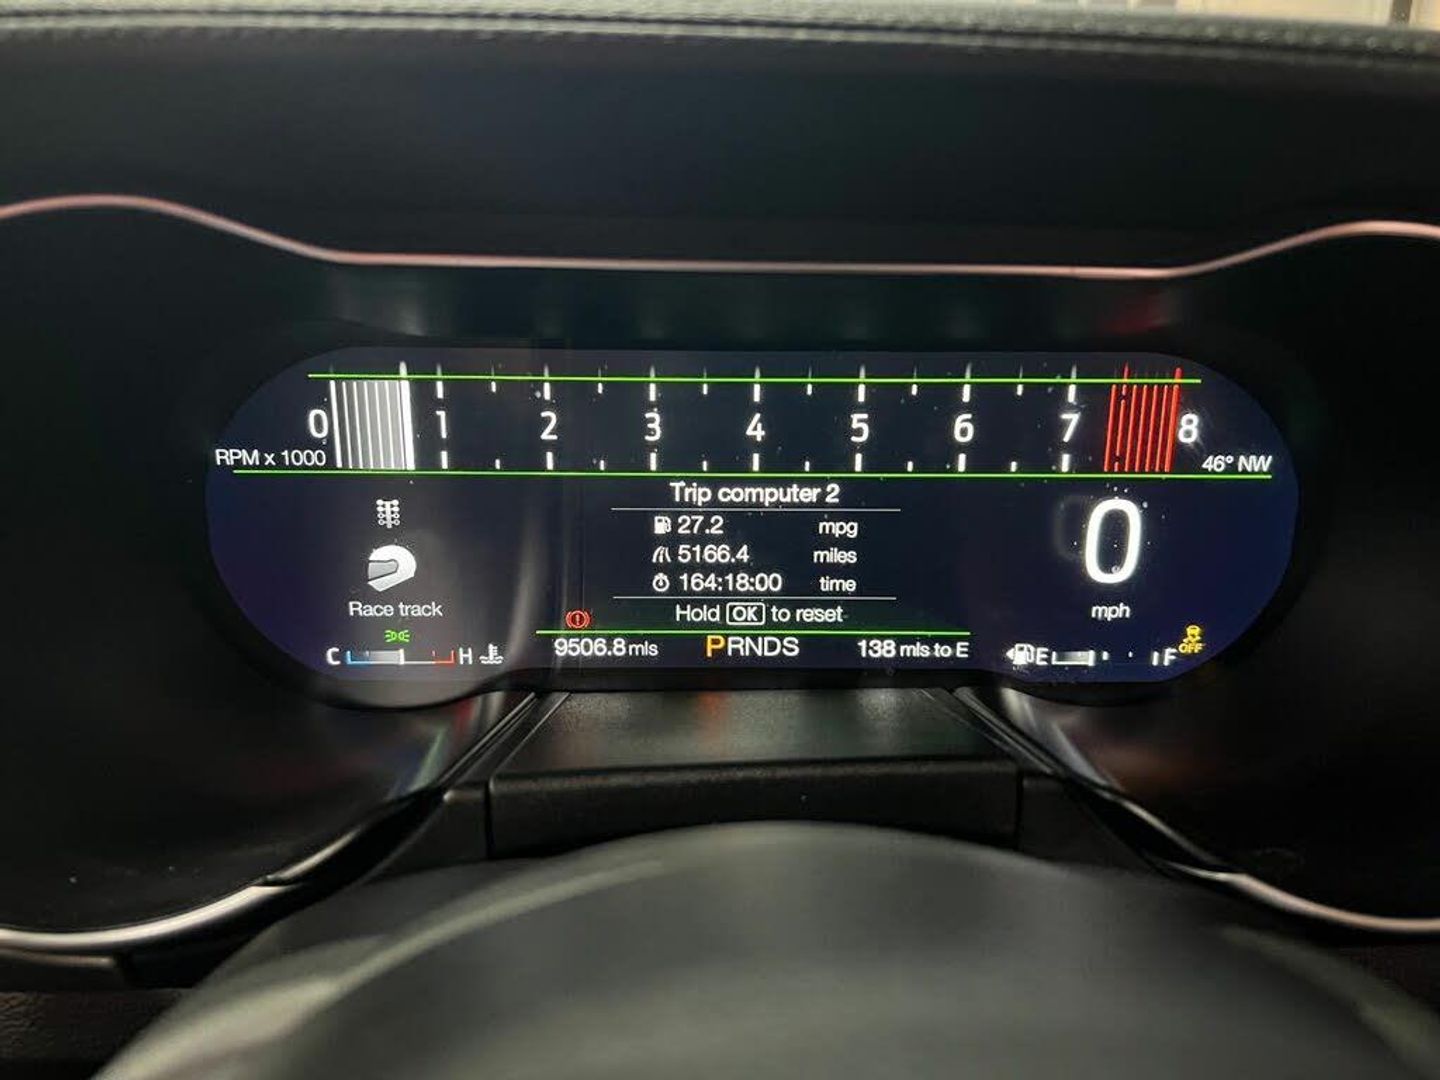 0 1 2 3 4 5 6 7 8
RPM x 1000
46° NW
Trip computer 2
27.2 mpg
5166.4 miles
164:18:00 time
Hold OK to reset
0
mph
Race track
C H
9506.8 mls
PRNDS
138 mls to E
E F
OFF